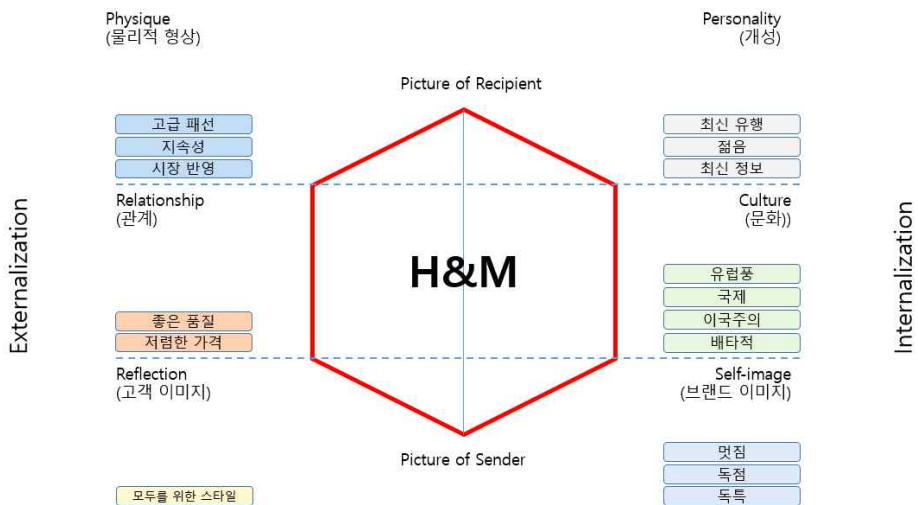 Physique
(물리적 형상)
Personality
(개성)
Picture of Recipient
고급 패션
지속성
시장 반영
최신 유행
젊음
최신 정보
Relationship
(관계)
Culture
(문화))
Externalization
H&M
Internalization
좋은 품질
저렴한 가격
유럽풍
국제
이국주의
배타적
Reflection
(고객 이미지)
Self-image
(브랜드 이미지)
Picture of Sender
모두를 위한 스타일
멋짐
독점
독특